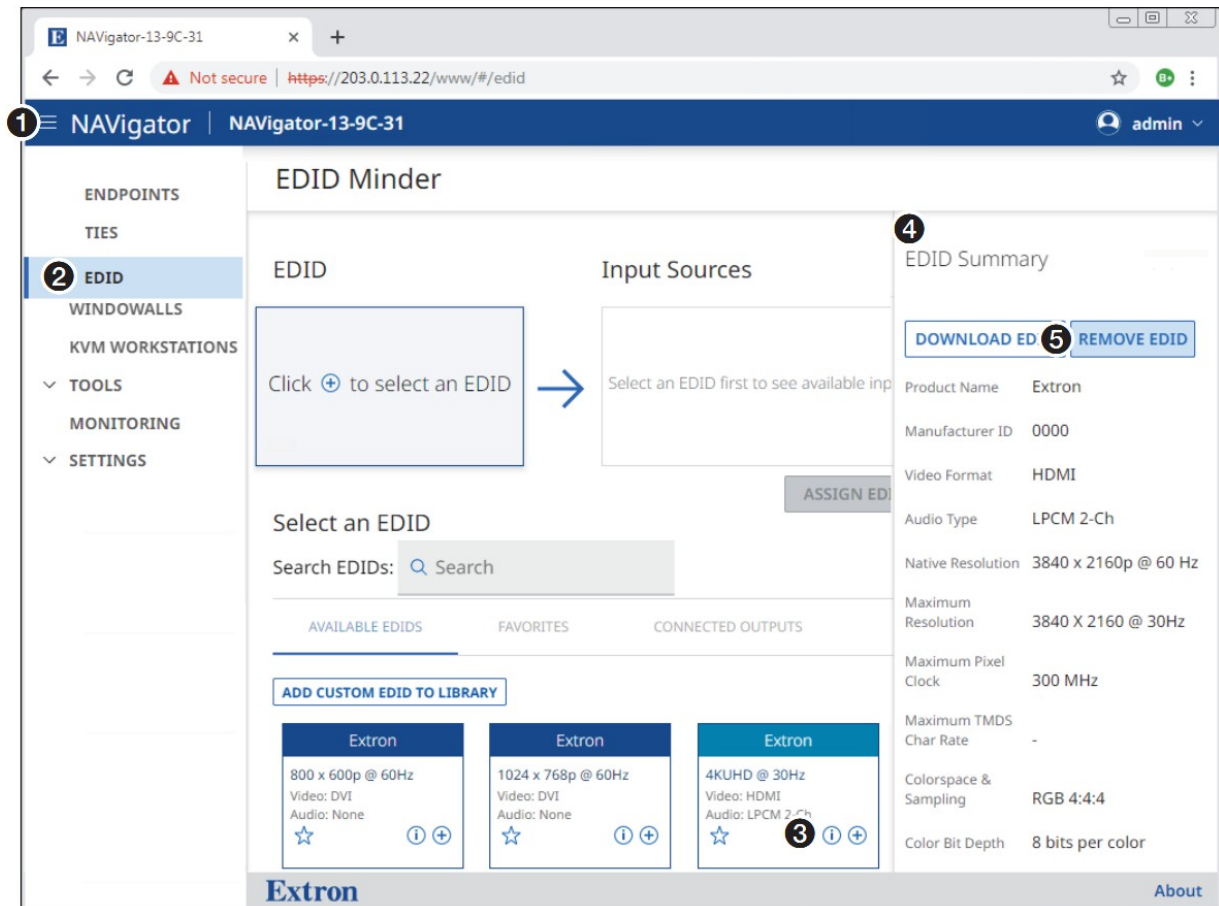 E NAVigator-13-9C-31 × +
Not secure | https://203.0.113.22/www/#/edid
1 NAVigator | NAVigator-13-9C-31 admin
ENDPOINTS
TIES
2 EDID
WINDOWALLS
KVM WORKSTATIONS
TOOLS
MONITORING
SETTINGS
EDID Minder
EDID
Click ⊕ to select an EDID
Input Sources
Select an EDID first to see available inp
ASSIGN EDI
Select an EDID
Search EDIDs: Search
AVAILABLE EDIDS FAVORITES CONNECTED OUTPUTS
ADD CUSTOM EDID TO LIBRARY
Extron
800 x 600p @ 60Hz
Video: DVI
Audio: None
Extron
1024 x 768p @ 60Hz
Video: DVI
Audio: None
Extron
4KUHD @ 30Hz
Video: HDMI
Audio: LPCM 2-Ch
3
4
EDID Summary
DOWNLOAD ED 5 REMOVE EDID
Product Name Extron
Manufacturer ID 0000
Video Format HDMI
Audio Type LPCM 2-Ch
Native Resolution 3840 x 2160p @ 60 Hz
Maximum
Resolution 3840 X 2160 @ 30Hz
Maximum Pixel
Clock 300 MHz
Maximum TMDS
Char Rate -
Colorspace &
Sampling RGB 4:4:4
Color Bit Depth 8 bits per color
Extron About